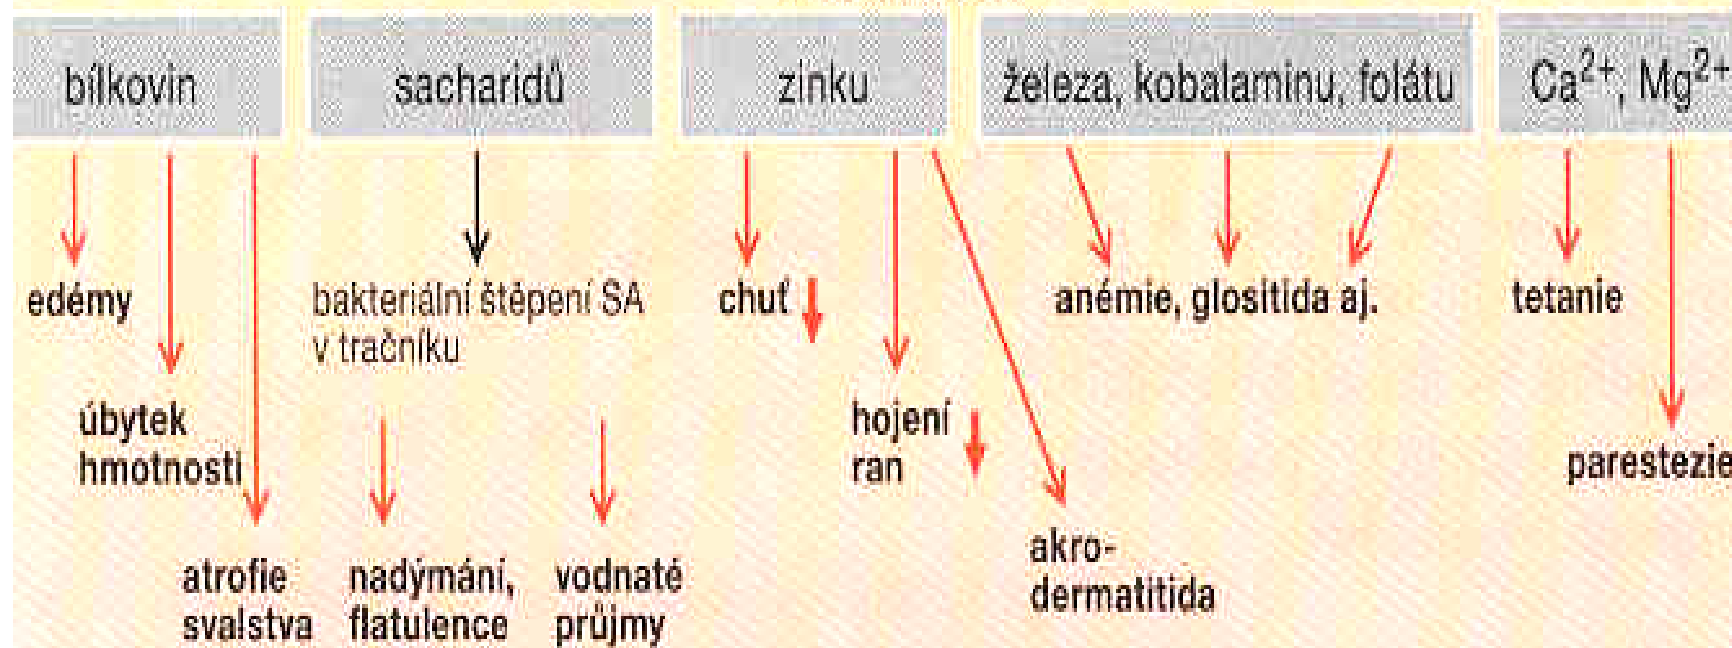 bílkovin
sacharidů
zinku
železa, kobalaminu, folátu
Ca²⁺, Mg²⁺
edémy
bakteriální štěpení SA
v tračníku
chuť
anémie, glositida aj.
tetanie
úbytek
hmotnosti
hojení
ran
parestezie
atrofie
svalstva
nadýmání,
flatulence
vodnaté
průjmy
akro-
dermatitida